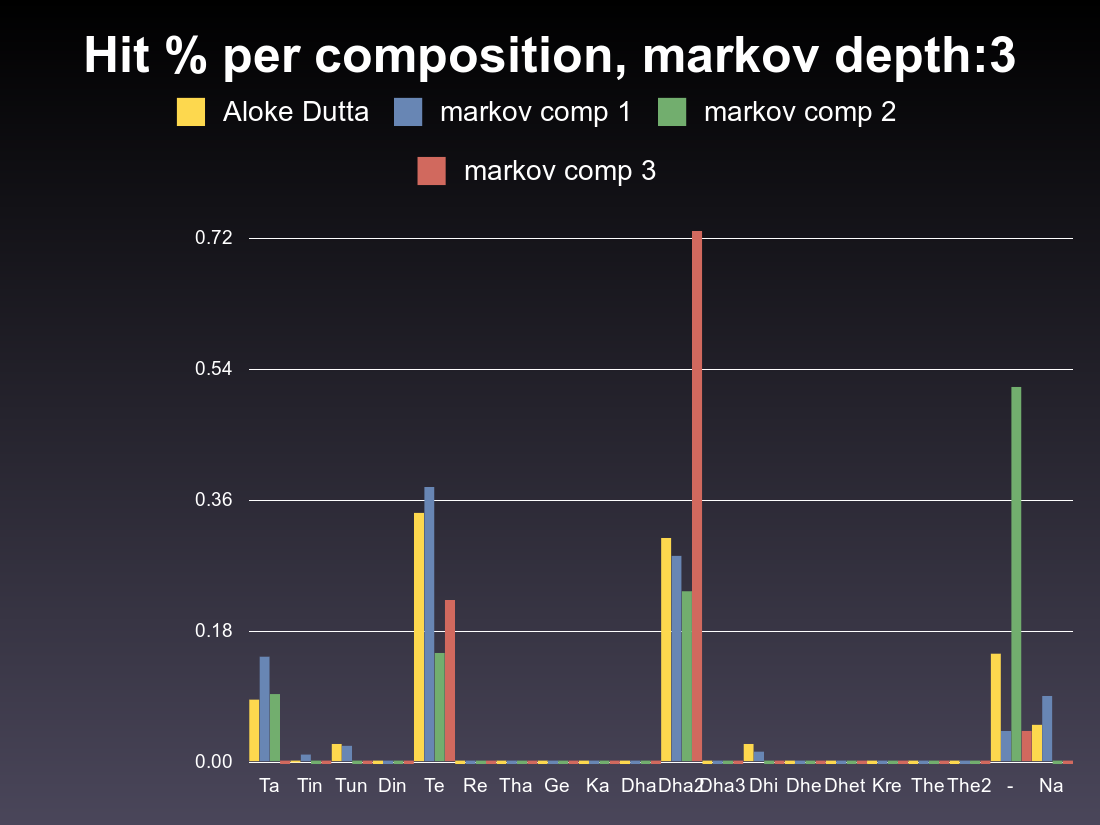 Hit % per composition, markov depth:3
Aloke Dutta markov comp 1 markov comp 2
markov comp 3
0.72
0.54
0.36
0.18
0.00
Ta Tin Tun Din Te Re Tha Ge Ka Dha Dha2 Dha3 Dhi Dhe Dhet Kre The The2 - Na